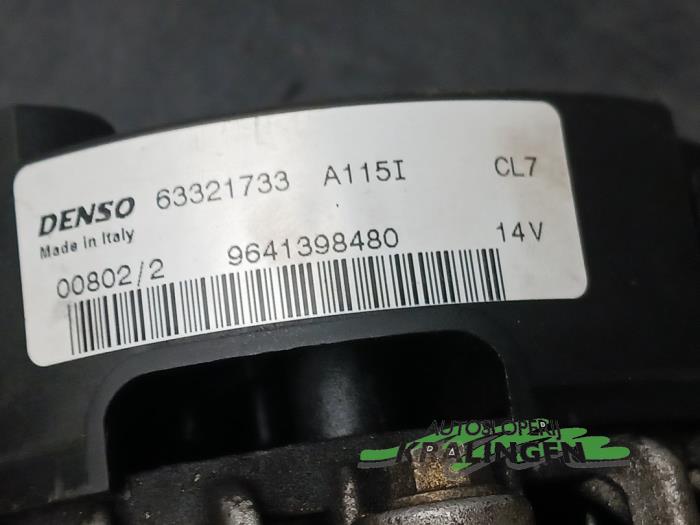 DENSO 63321733 A115I CL7
Made in Italy
00802/2 9641398480 14V
AUTOSLOPERIJ
KRALINGEN